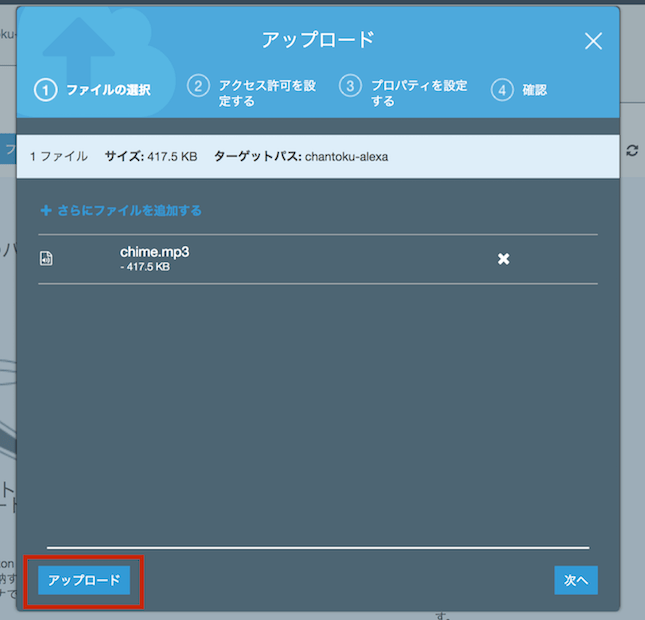 アップロード
1 ファイルの選択
2 アクセス許可を設
定する
3 プロパティを設定
する
4 確認
1 ファイル サイズ: 417.5 KB ターゲットパス: chantoku-alexa
さらにファイルを追加する
chime.mp3
- 417.5 KB
アップロード
次へ